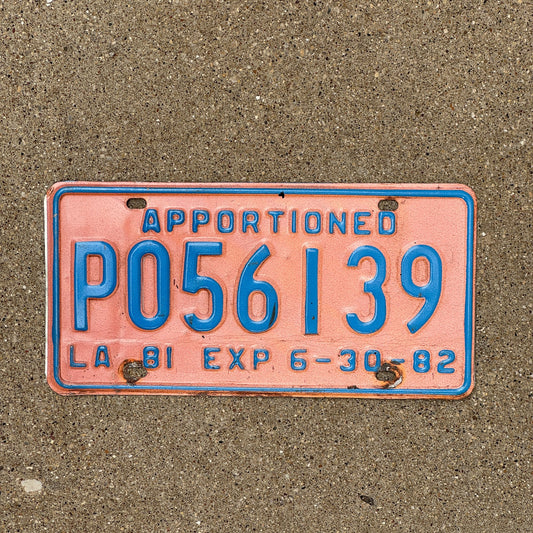 APPORTIONED
P056139
LA 81 EXP 6-30-82